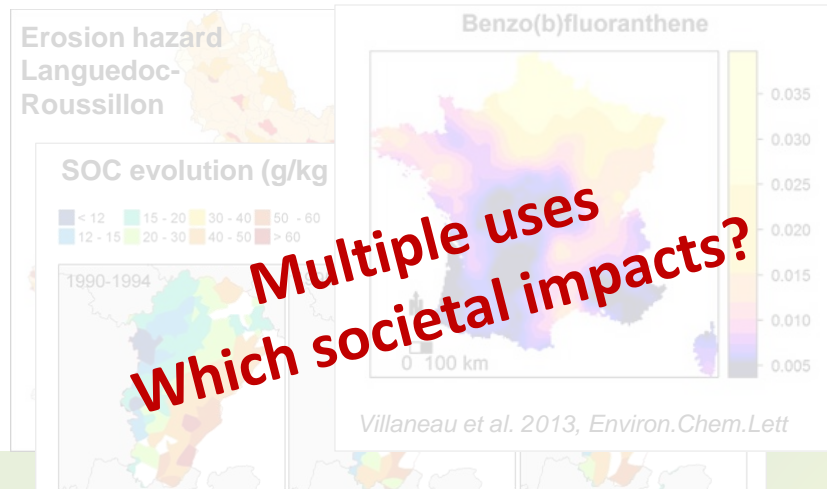 Erosion hazard
Languedoc-
Roussillon
Benzo(b)fluoranthene
0.035
0.030
0.025
0.020
0.015
0.010
0.005
0 100 km
Villaneau et al. 2013, Environ.Chem.Lett
SOC evolution (g/kg
< 12 15 - 20 30 - 40 50 - 60
12 - 15 20 - 30 40 - 50 > 60
1990-1994
Multiple uses
Which societal impacts?